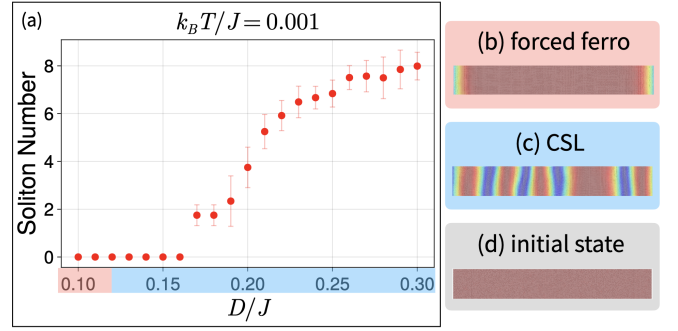 (a)
k_BT/J = 0.001
Soliton Number
8
6
4
2
0
0.10 0.15 0.20 0.25 0.30
D/J
(b) forced ferro
(c) CSL
(d) initial state